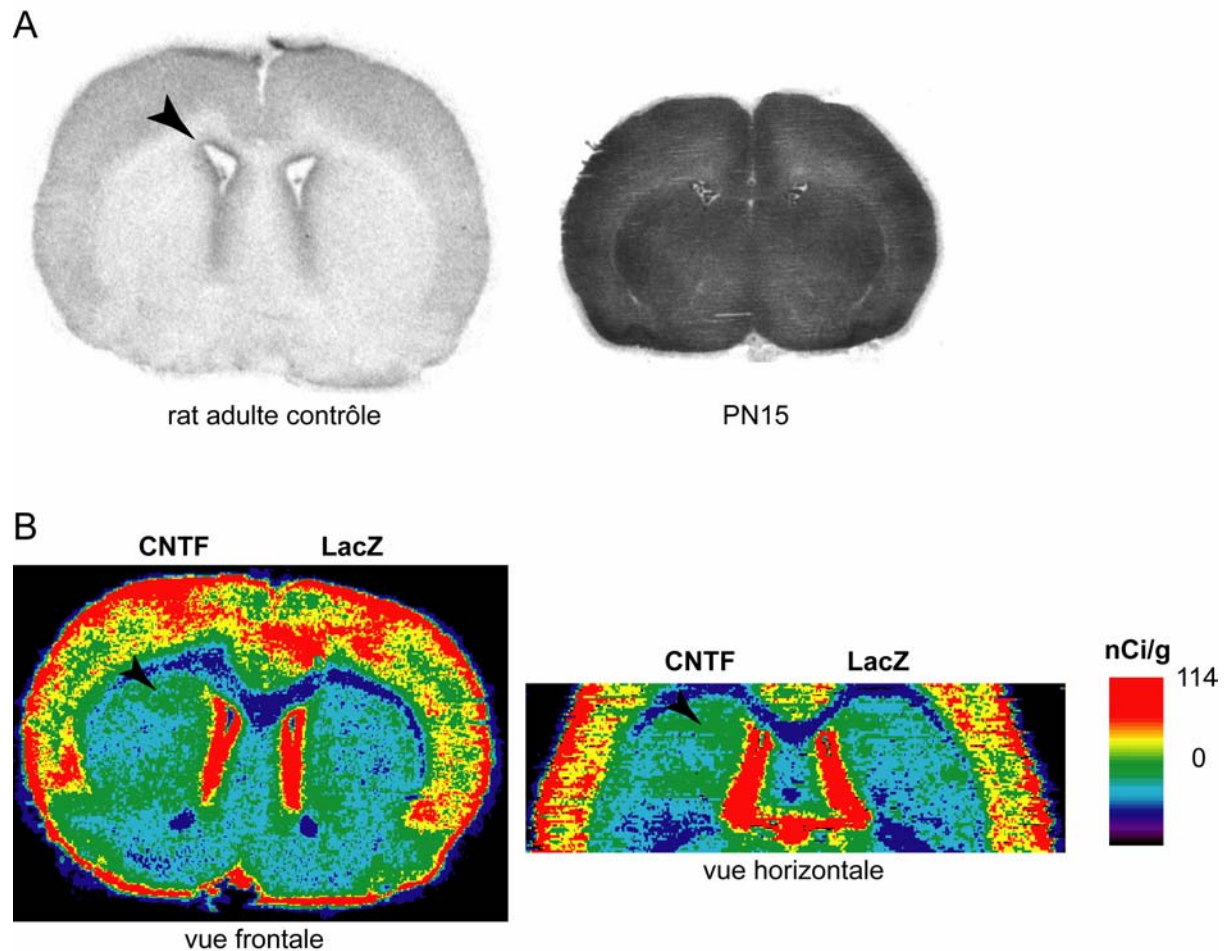 A
rat adulte contrôle
PN15
B
CNTF LacZ
vue frontale
CNTF LacZ
vue horizontale
nCi/g
114
0